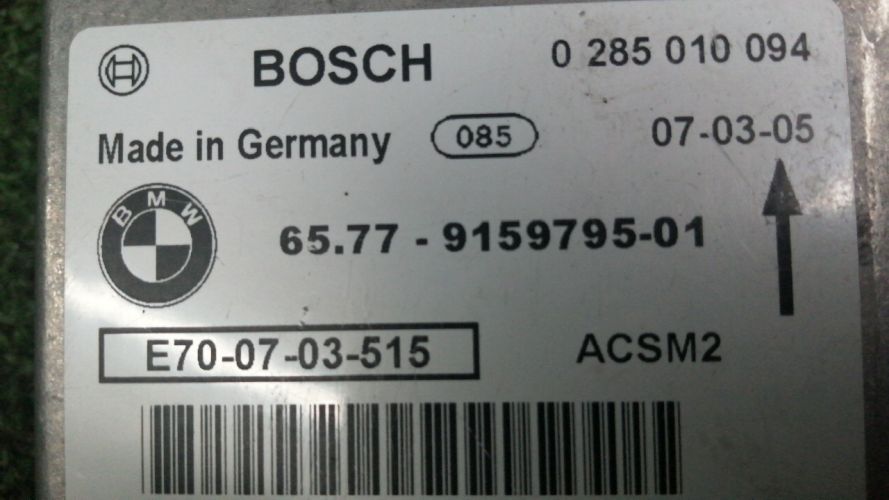 BOSCH 0 285 010 094
Made in Germany 085 07-03-05
BMW
65.77 - 9159795-01
E70-07-03-515 ACSM2